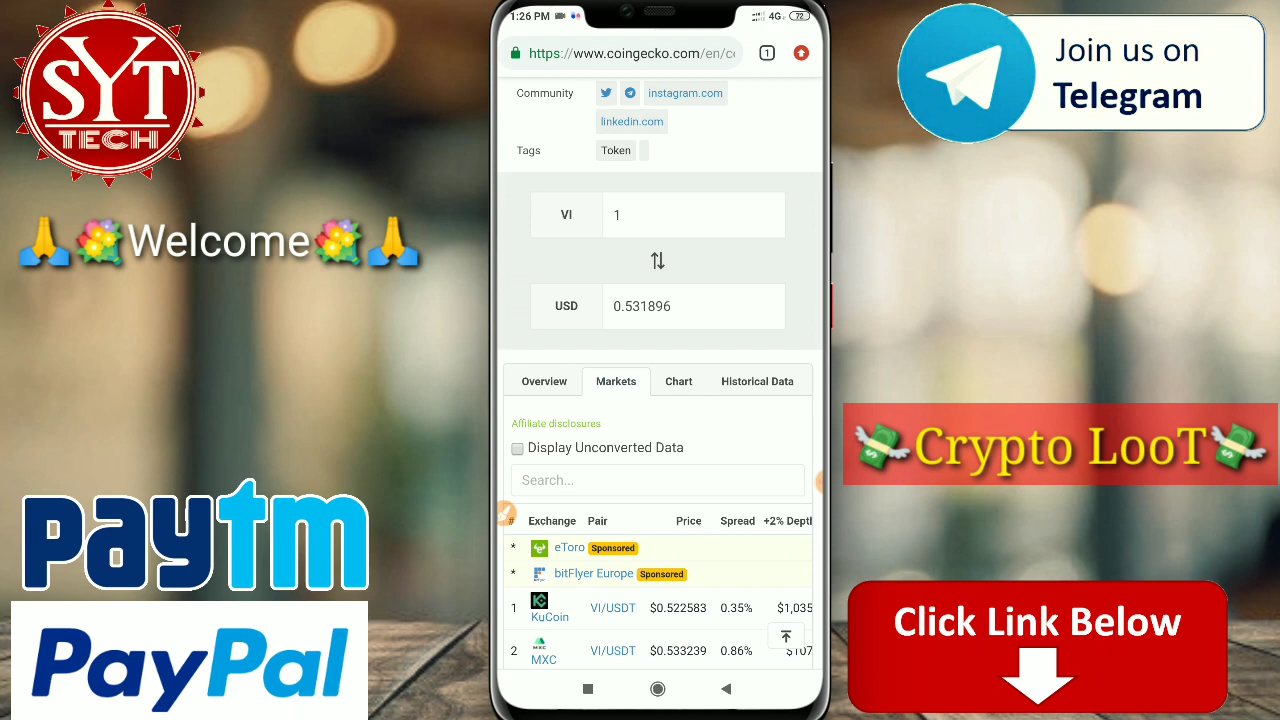 SYT
TECH
🙏💐Welcome💐🙏
paytm
PayPal
1:26 PM
4G
72
https://www.coingecko.com/en/c
1
Community
instagram.com
linkedin.com
Tags
Token
VI
1
USD
0.531896
Overview
Markets
Chart
Historical Data
Affiliate disclosures
Display Unconverted Data
Search...
# Exchange Pair Price Spread +2% Depth
* eToro Sponsored
* bitFlyer Europe Sponsored
1 KuCoin VI/USDT $0.522583 0.35% $1,035
2 MXC VI/USDT $0.533239 0.86% $107
Join us on
Telegram
💸Crypto LooT💸
Click Link Below